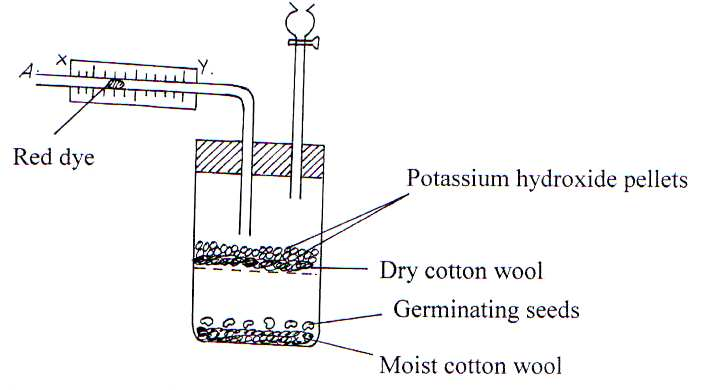 X
Y.
A.
Red dye
Potassium hydroxide pellets
Dry cotton wool
Germinating seeds
Moist cotton wool